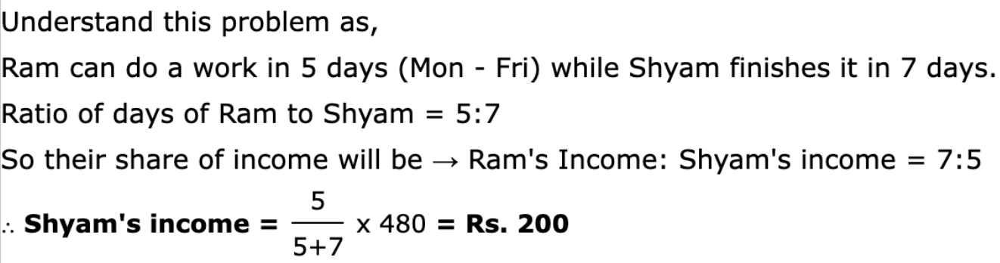 Understand this problem as,
Ram can do a work in 5 days (Mon - Fri) while Shyam finishes it in 7 days.
Ratio of days of Ram to Shyam = 5:7
So their share of income will be → Ram's Income: Shyam's income = 7:5
∴ Shyam's income = 5/5+7 x 480 = Rs. 200